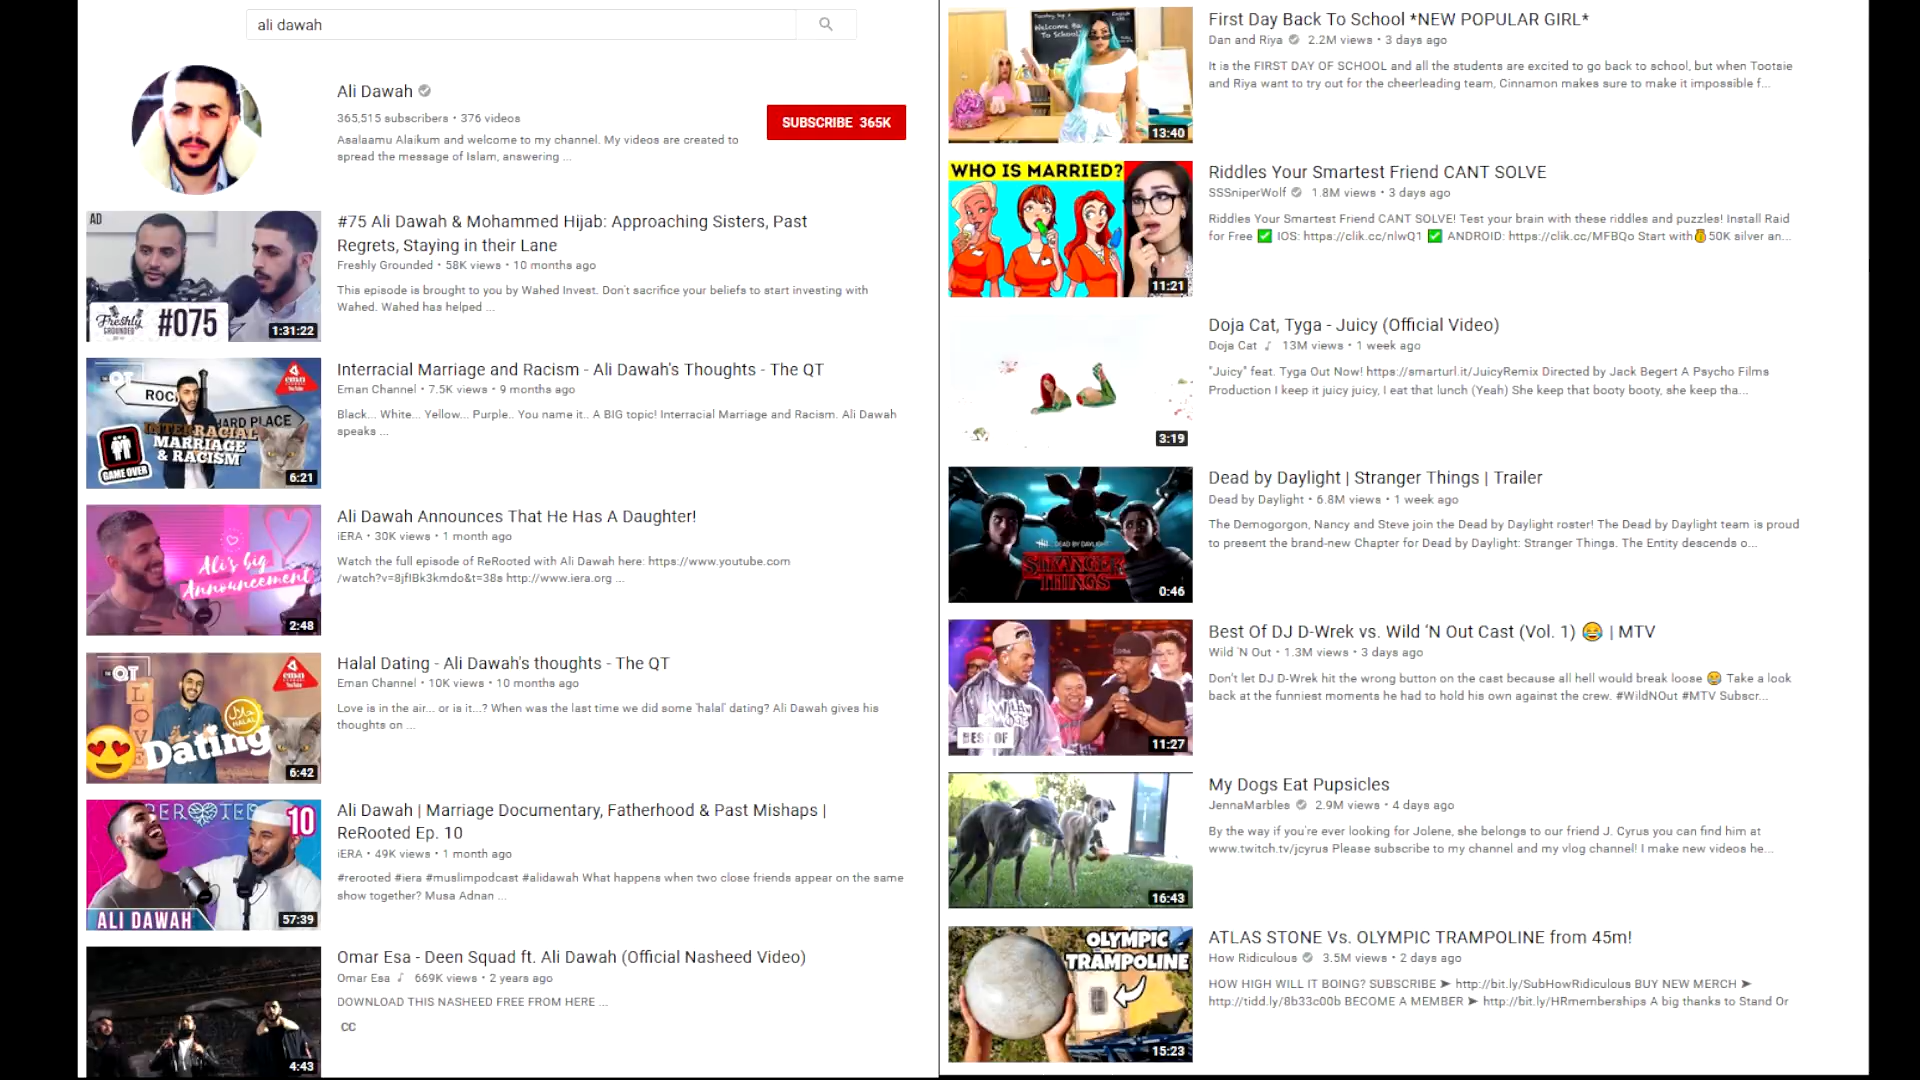 ali dawah
Ali Dawah
365,515 subscribers • 376 videos
Asalaamu Alaikum and welcome to my channel. My videos are created to
spread the message of Islam, answering ...
SUBSCRIBE 365K
AD
Freshly
GROUNDED
#075
1:31:22
#75 Ali Dawah & Mohammed Hijab: Approaching Sisters, Past
Regrets, Staying in their Lane
Freshly Grounded • 58K views • 10 months ago
This episode is brought to you by Wahed Invest. Don't sacrifice your beliefs to start investing with
Wahed. Wahed has helped ...
THE QT
ROC
HARD PLACE
INTERRACIAL
MARRIAGE
& RACISM
GAME OVER
6:21
Interracial Marriage and Racism - Ali Dawah's Thoughts - The QT
Eman Channel • 7.5K views • 9 months ago
Black... White... Yellow... Purple.. You name it.. A BIG topic! Interracial Marriage and Racism. Ali Dawah
speaks ...
Ali's big
Announcement
2:48
Ali Dawah Announces That He Has A Daughter!
iERA • 30K views • 1 month ago
Watch the full episode of ReRooted with Ali Dawah here: https://www.youtube.com
/watch?v=8jfIBk3kmdo&t=38s http://www.iera.org ...
THE QT
LOVE
HALAL
Dating
6:42
Halal Dating - Ali Dawah's thoughts - The QT
Eman Channel • 10K views • 10 months ago
Love is in the air... or is it...? When was the last time we did some 'halal' dating? Ali Dawah gives his
thoughts on ...
REROOTED
10
ALI DAWAH
57:39
Ali Dawah | Marriage Documentary, Fatherhood & Past Mishaps |
ReRooted Ep. 10
iERA • 49K views • 1 month ago
#rerooted #iera #muslimpodcast #alidawah What happens when two close friends appear on the same
show together? Musa Adnan ...
4:43
Omar Esa - Deen Squad ft. Ali Dawah (Official Nasheed Video)
Omar Esa ♪ 669K views • 2 years ago
DOWNLOAD THIS NASHEED FREE FROM HERE ...
CC
Welcome Back
To School
13:40
First Day Back To School *NEW POPULAR GIRL*
Dan and Riya 2.2M views • 3 days ago
It is the FIRST DAY OF SCHOOL and all the students are excited to go back to school, but when Tootsie
and Riya want to try out for the cheerleading team, Cinnamon makes sure to make it impossible f...
WHO IS MARRIED?
11:21
Riddles Your Smartest Friend CANT SOLVE
SSSniperWolf 1.8M views • 3 days ago
Riddles Your Smartest Friend CANT SOLVE! Test your brain with these riddles and puzzles! Install Raid
for Free ✅ IOS: https://clik.cc/nlwQ1 ✅ ANDROID: https://clik.cc/MFBQo Start with💰50K silver an...
3:19
Doja Cat, Tyga - Juicy (Official Video)
Doja Cat ♪ 13M views • 1 week ago
"Juicy" feat. Tyga Out Now! https://smarturl.it/JuicyRemix Directed by Jack Begert A Psycho Films
Production I keep it juicy juicy, I eat that lunch (Yeah) She keep that booty booty, she keep tha...
DEAD BY DAYLIGHT
STRANGER
THINGS
0:46
Dead by Daylight | Stranger Things | Trailer
Dead by Daylight • 6.8M views • 1 week ago
The Demogorgon, Nancy and Steve join the Dead by Daylight roster! The Dead by Daylight team is proud
to present the brand-new Chapter for Dead by Daylight: Stranger Things. The Entity descends o...
BEST OF
11:27
Best Of DJ D-Wrek vs. Wild 'N Out Cast (Vol. 1) 😂 | MTV
Wild 'N Out • 1.3M views • 3 days ago
Don't let DJ D-Wrek hit the wrong button on the cast because all hell would break loose 😂 Take a look
back at the funniest moments he had to hold his own against the crew. #WildNOut #MTV Subscr...
16:43
My Dogs Eat Pupsicles
JennaMarbles 2.9M views • 4 days ago
By the way if you're ever looking for Jolene, she belongs to our friend J. Cyrus you can find him at
www.twitch.tv/jcyrus Please subscribe to my channel and my vlog channel! I make new videos he...
OLYMPIC
TRAMPOLINE
15:23
ATLAS STONE Vs. OLYMPIC TRAMPOLINE from 45m!
How Ridiculous 3.5M views • 2 days ago
HOW HIGH WILL IT BOING? SUBSCRIBE ➤ http://bit.ly/SubHowRidiculous BUY NEW MERCH ➤
http://tidd.ly/8b33c00b BECOME A MEMBER ➤ http://bit.ly/HRmemberships A big thanks to Stand Or